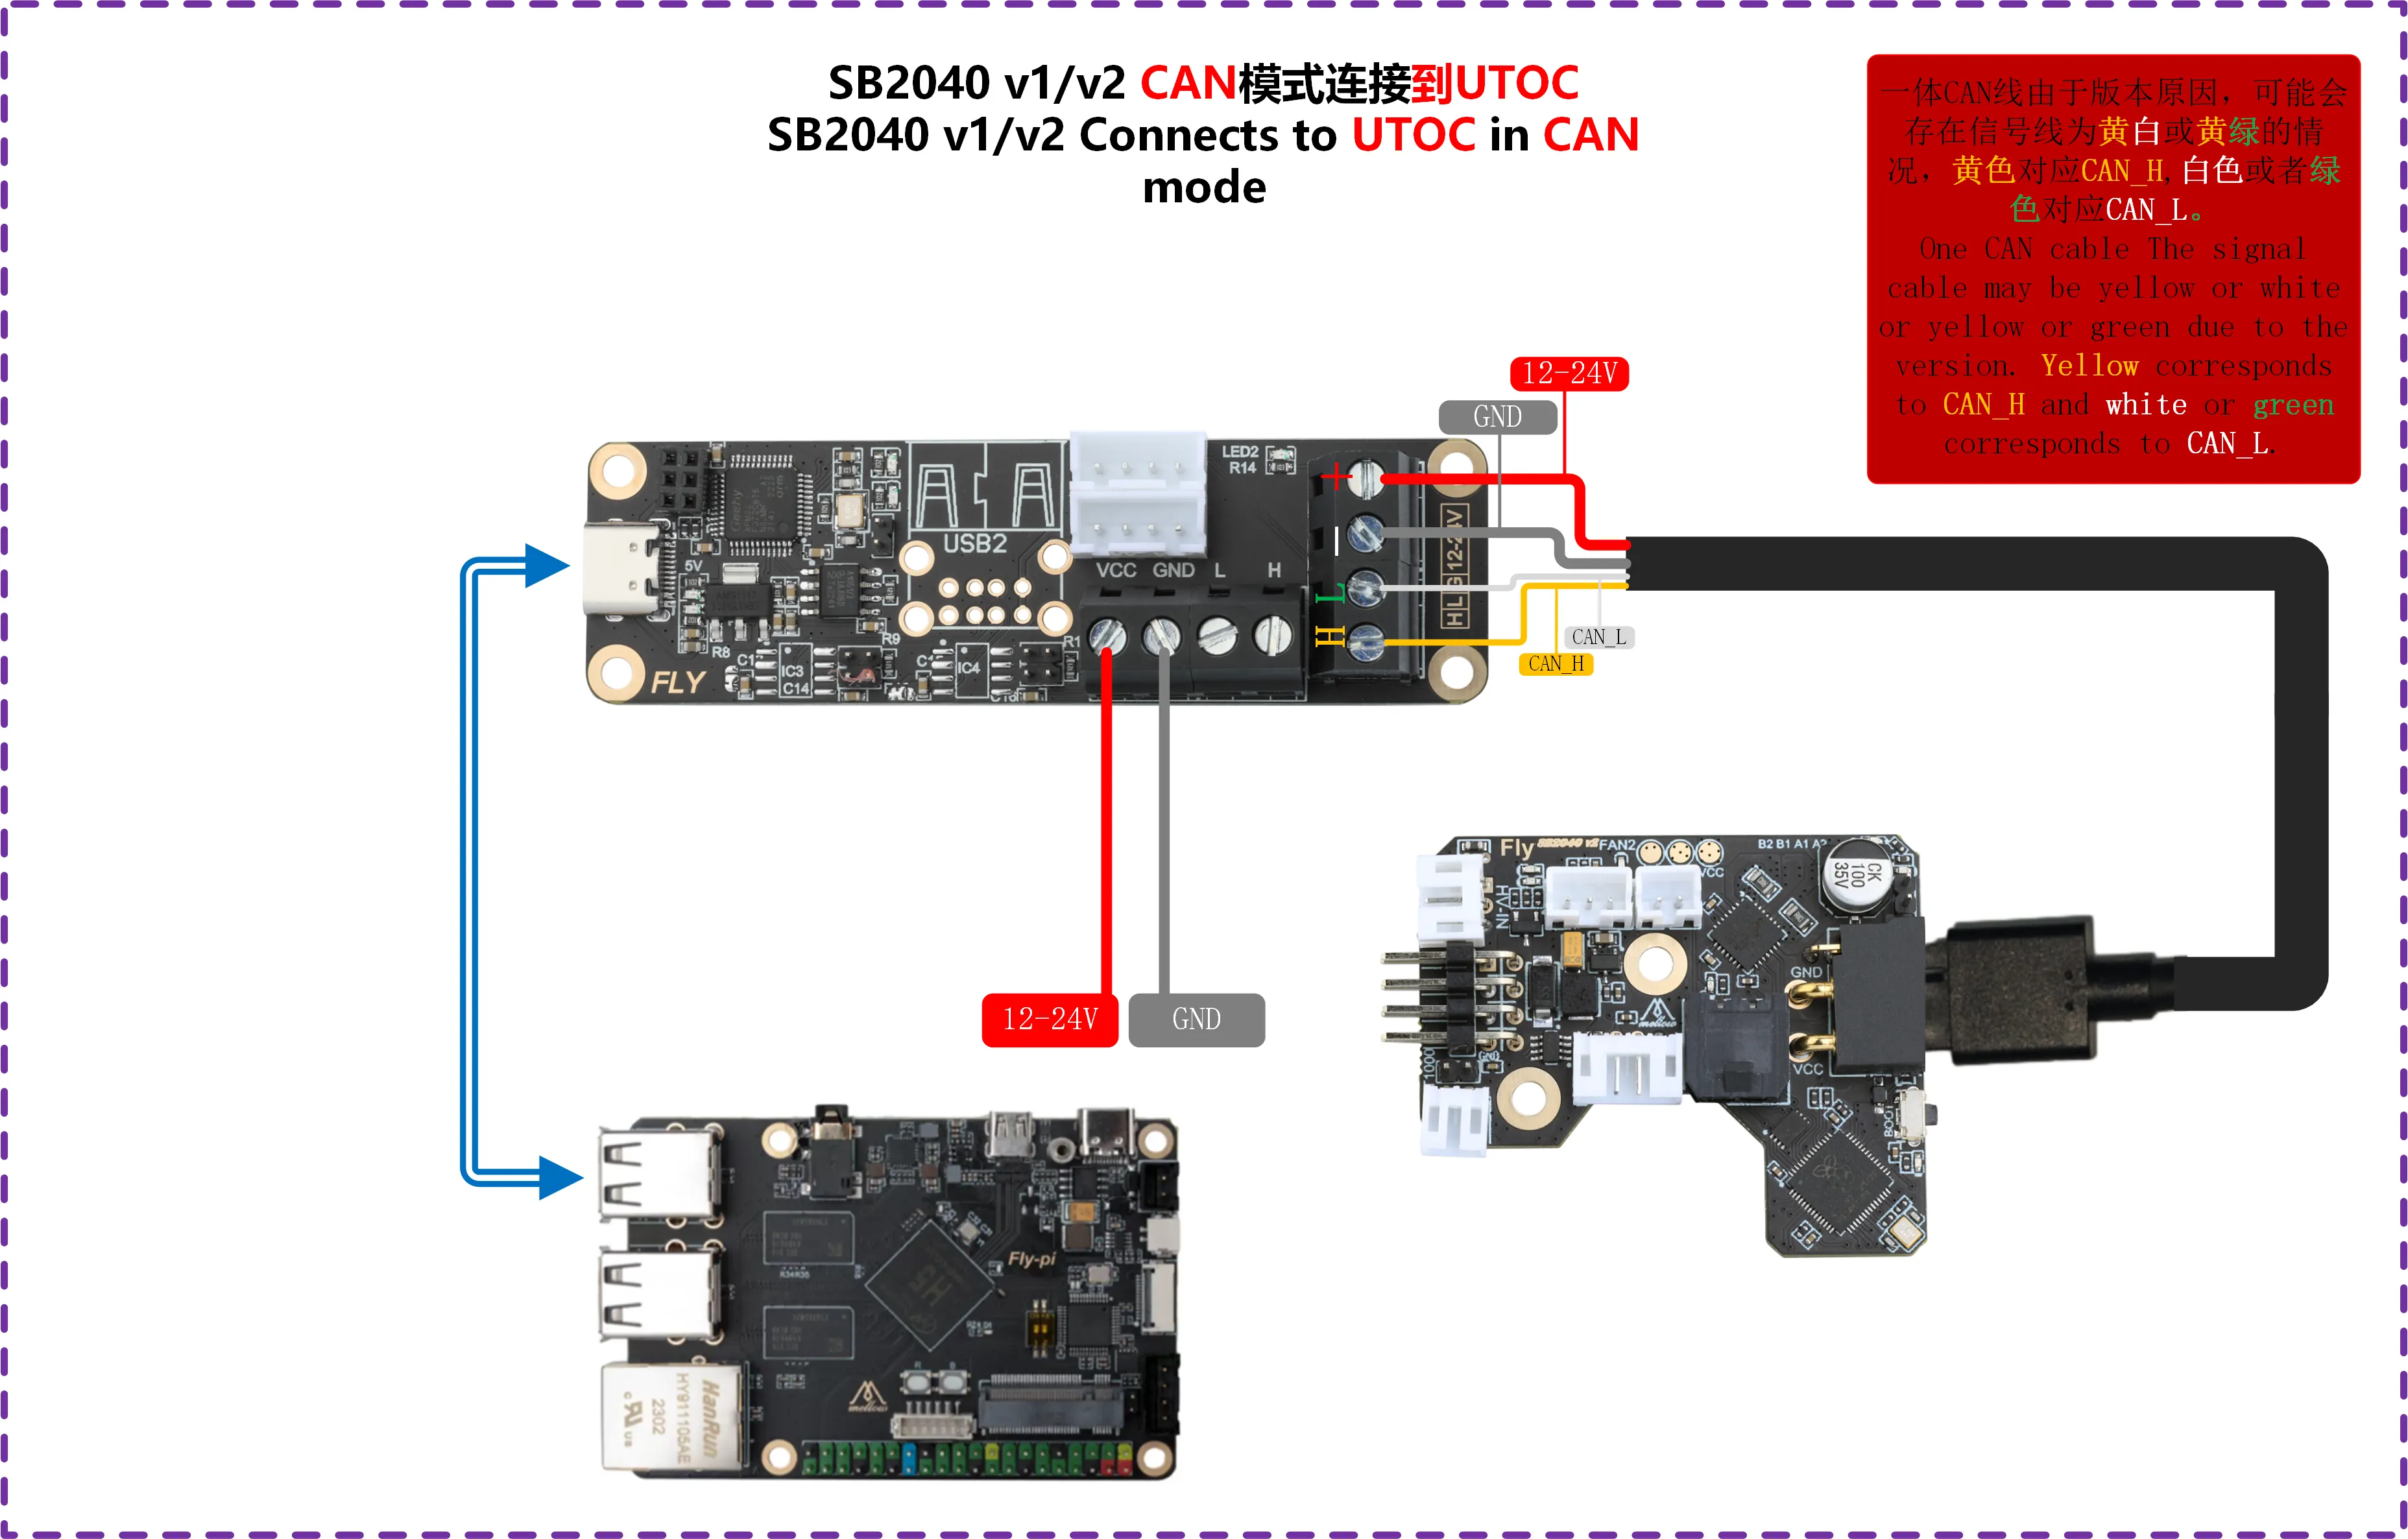 SB2040 v1/v2 CAN模式连接到UTOC
SB2040 v1/v2 Connects to UTOC in CAN
mode
一体CAN线由于版本原因，可能会
存在信号线为黄白或黄绿的情
况，黄色对应CAN_H,白色或者绿
色对应CAN_L。
One CAN cable The signal
cable may be yellow or white
or yellow or green due to the
version. Yellow corresponds
to CAN_H and white or green
corresponds to CAN_L.
12-24V
GND
LED2
R14
+
USB2
5V
VCC GND L H
L
H
HLG12-24V
CAN_L
CAN_H
R8
R9
R1
IC3
C14
IC4
FLY
12-24V
GND
Fly SB2040 v2 FAN2
B2 B1 A1 A2
VCC
CK
100
35V
HV-IN
GND
mellow
VCC
BOOT
Fly-pi
H5
R34R35
R B
mellow
HanRun
HY911105AE
2302